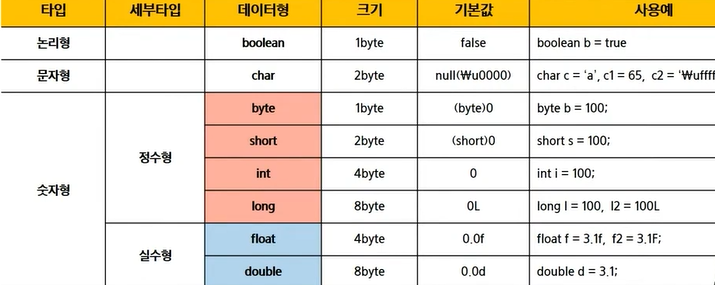 타입 세부타입 데이터형 크기 기본값 사용예
논리형 boolean 1byte false boolean b = true
문자형 char 2byte null(₩u0000) char c = ‘a’, c1 = 65, c2 = ‘₩uffff
숫자형 정수형 byte 1byte (byte)0 byte b = 100;
short 2byte (short)0 short s = 100;
int 4byte 0 int i = 100;
long 8byte 0L long l = 100, l2 = 100L
실수형 float 4byte 0.0f float f = 3.1f, f2 = 3.1F;
double 8byte 0.0d double d = 3.1;